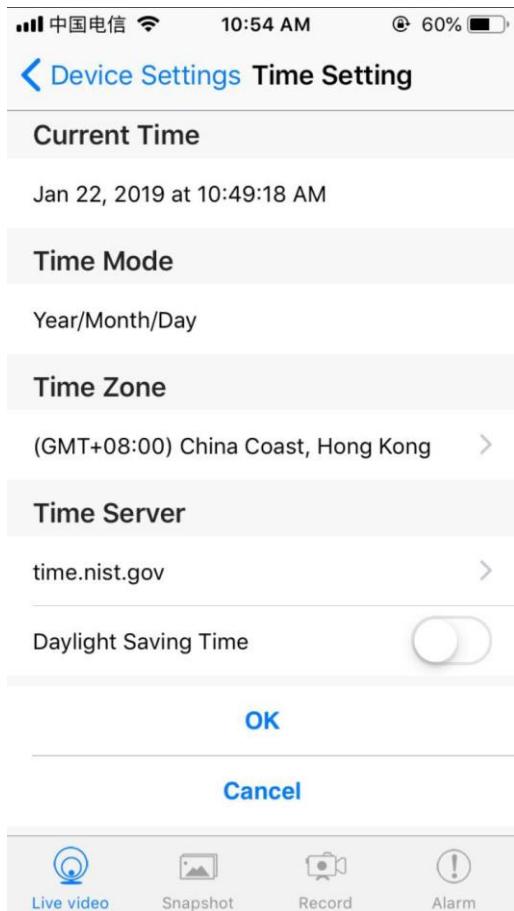 中国电信 10:54 AM 60%
Device Settings Time Setting
Current Time
Jan 22, 2019 at 10:49:18 AM
Time Mode
Year/Month/Day
Time Zone
(GMT+08:00) China Coast, Hong Kong
Time Server
time.nist.gov
Daylight Saving Time
OK
Cancel
Live video Snapshot Record Alarm